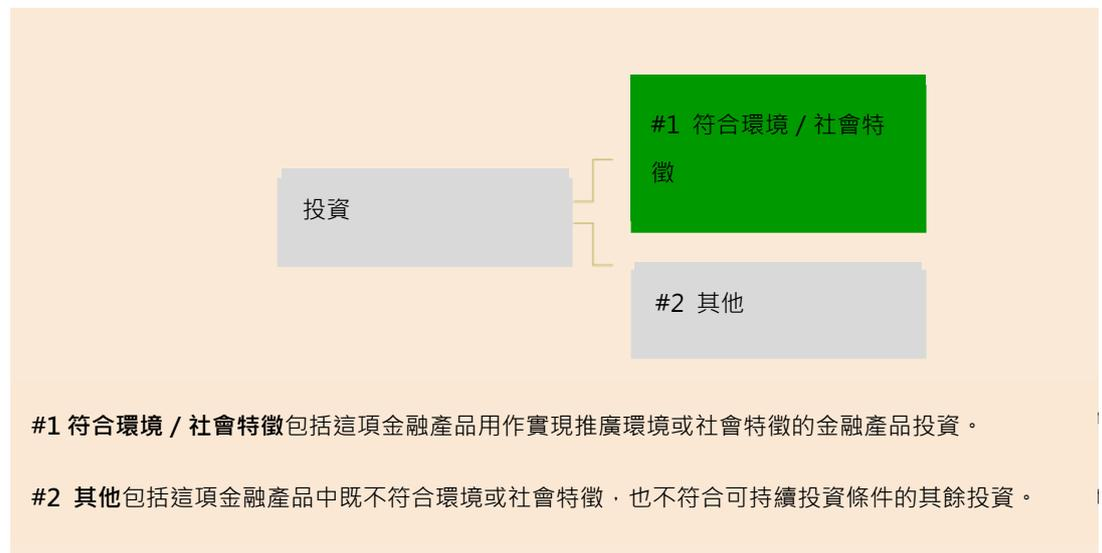 #1 符合環境 / 社會特
徵
投資
#2 其他
#1 符合環境 / 社會特徵包括這項金融產品用作實現推廣環境或社會特徵的金融產品投資。
#2 其他包括這項金融產品中既不符合環境或社會特徵，也不符合可持續投資條件的其餘投資。